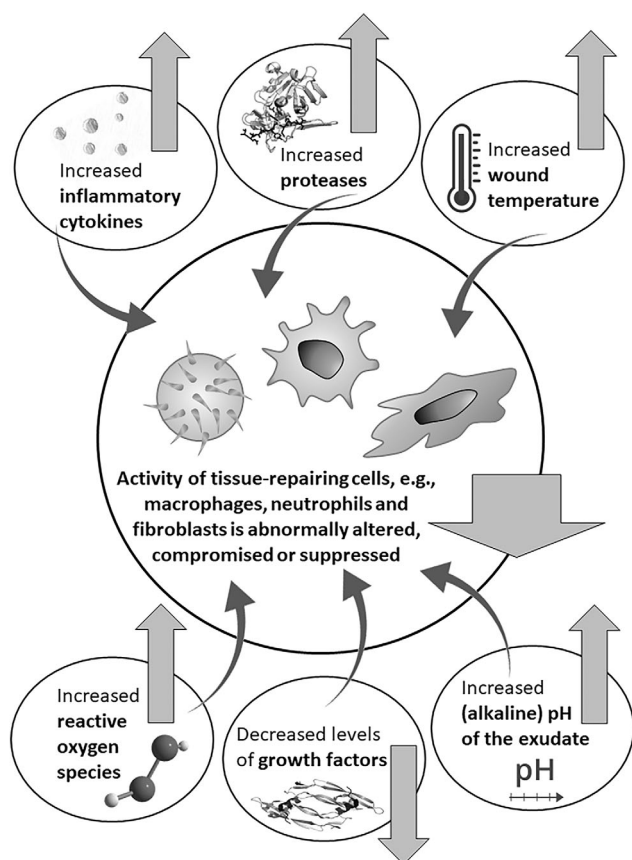 Increased
inflammatory
cytokines
Increased
proteases
Increased
wound
temperature
Activity of tissue-repairing cells, e.g.,
macrophages, neutrophils and
fibroblasts is abnormally altered,
compromised or suppressed
Increased
reactive
oxygen
species
Decreased levels
of growth factors
Increased
(alkaline) pH
of the exudate
pH